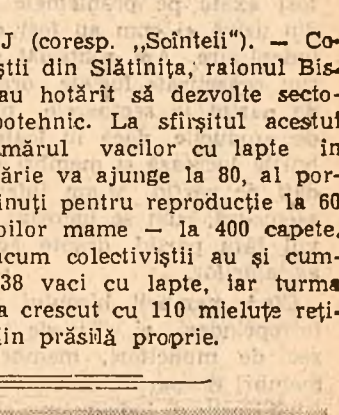 J (coresp. „Scînteii“). — Co-
știi din Slătinița, raionul Bis-
au hotărît să dezvolte secto-
otehnic. La sfîrșitul acestui
mărul vacilor cu lapte în
ărie va ajunge la 80, al por-
inuți pentru reproducție la 60
oilor mame — la 400 capete.
acum colectiviștii au și cum-
38 vaci cu lapte, iar turma
a crescut cu 110 mieluțe reți-
din prăsilă proprie.